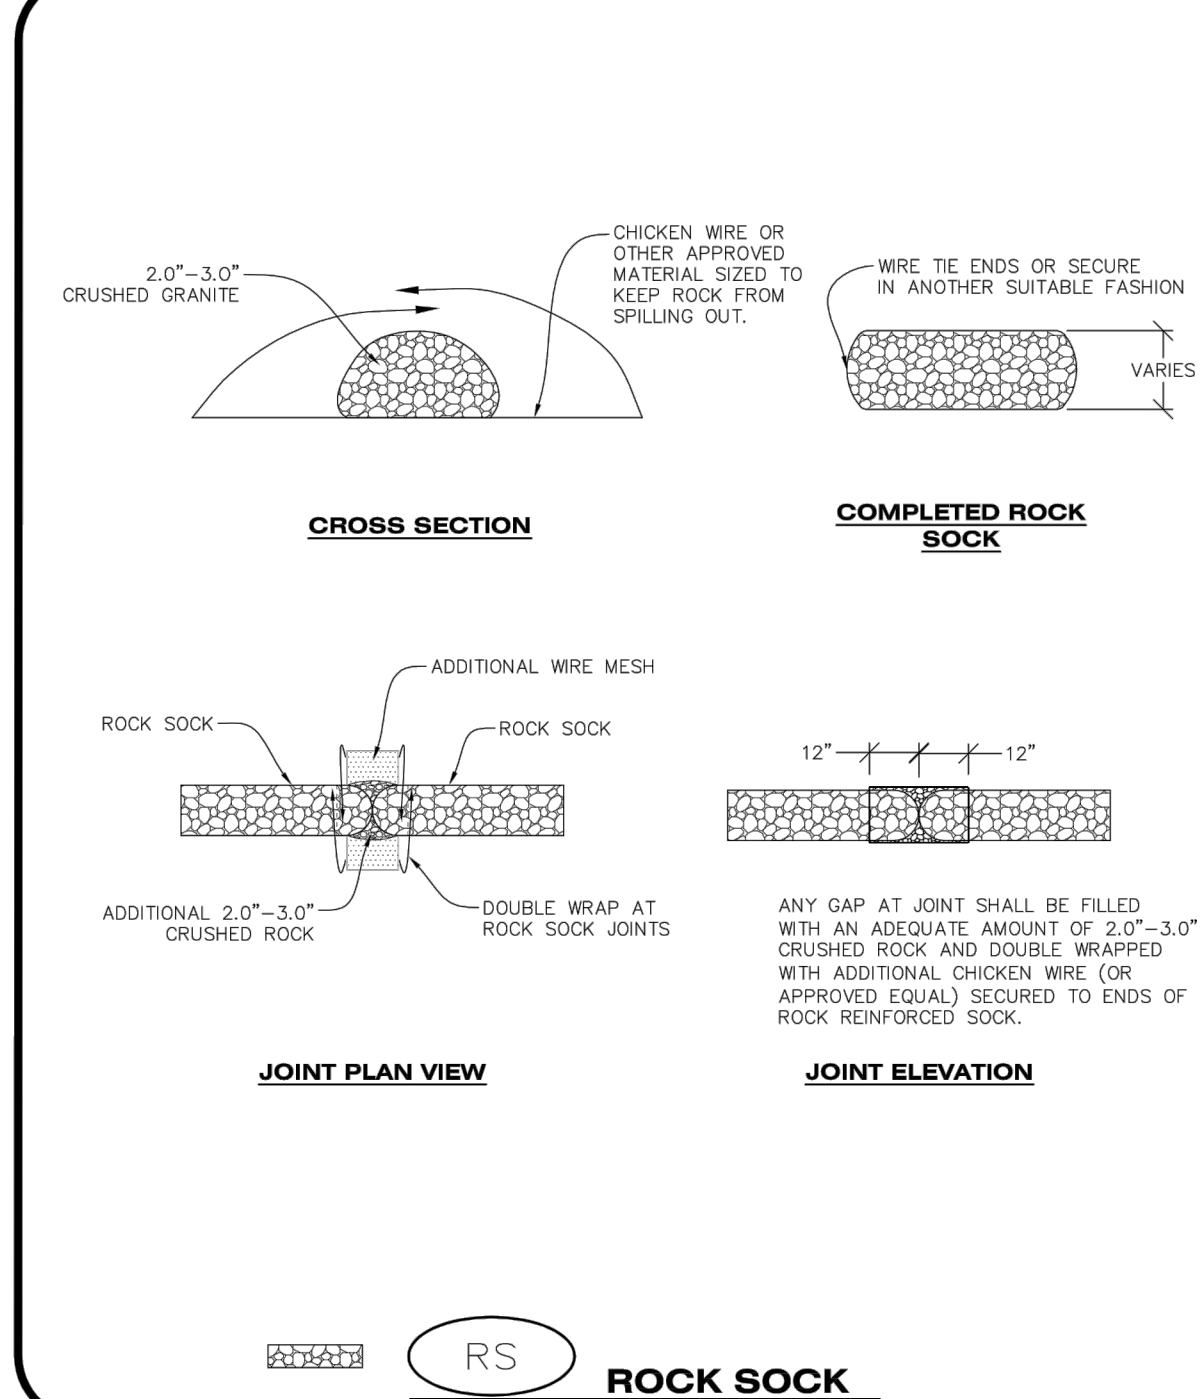 2.0"–3.0"
CRUSHED GRANITE
CHICKEN WIRE OR
OTHER APPROVED
MATERIAL SIZED TO
KEEP ROCK FROM
SPILLING OUT.
CROSS SECTION
WIRE TIE ENDS OR SECURE
IN ANOTHER SUITABLE FASHION
VARIES
COMPLETED ROCK
SOCK
ADDITIONAL WIRE MESH
ROCK SOCK
ROCK SOCK
ADDITIONAL 2.0"–3.0"
CRUSHED ROCK
DOUBLE WRAP AT
ROCK SOCK JOINTS
JOINT PLAN VIEW
12"
12"
ANY GAP AT JOINT SHALL BE FILLED
WITH AN ADEQUATE AMOUNT OF 2.0"–3.0"
CRUSHED ROCK AND DOUBLE WRAPPED
WITH ADDITIONAL CHICKEN WIRE (OR
APPROVED EQUAL) SECURED TO ENDS OF
ROCK REINFORCED SOCK.
JOINT ELEVATION
RS
ROCK SOCK